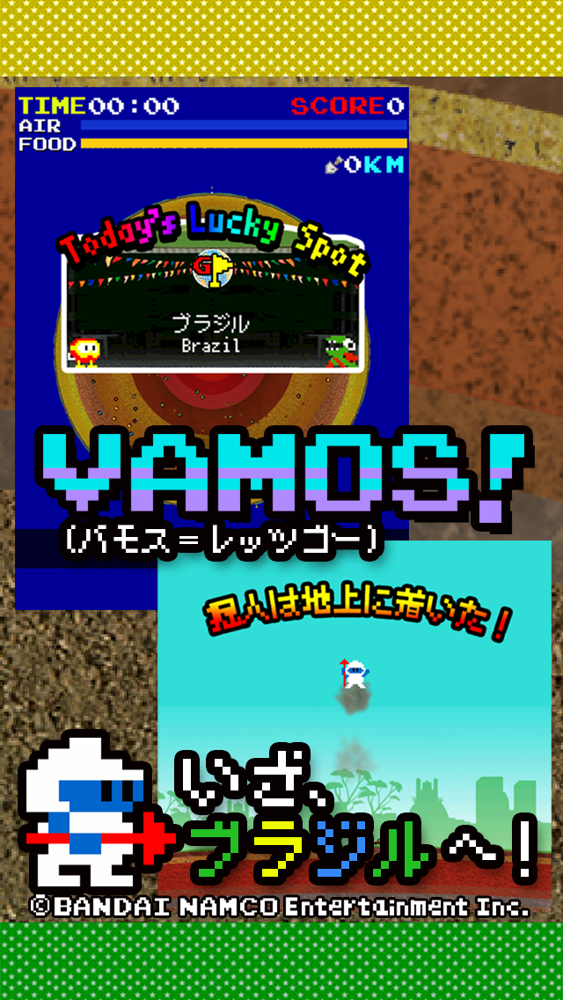 TIME00:00 SCORE0
AIR
FOOD
0KM
Today's Lucky Spot
G
ブラジル
Brazil
VAMOS!
(バモス=レッツゴー)
囚人は地上に着いた!
いざ、
ブラジルへ!
©BANDAI NAMCO Entertainment Inc.